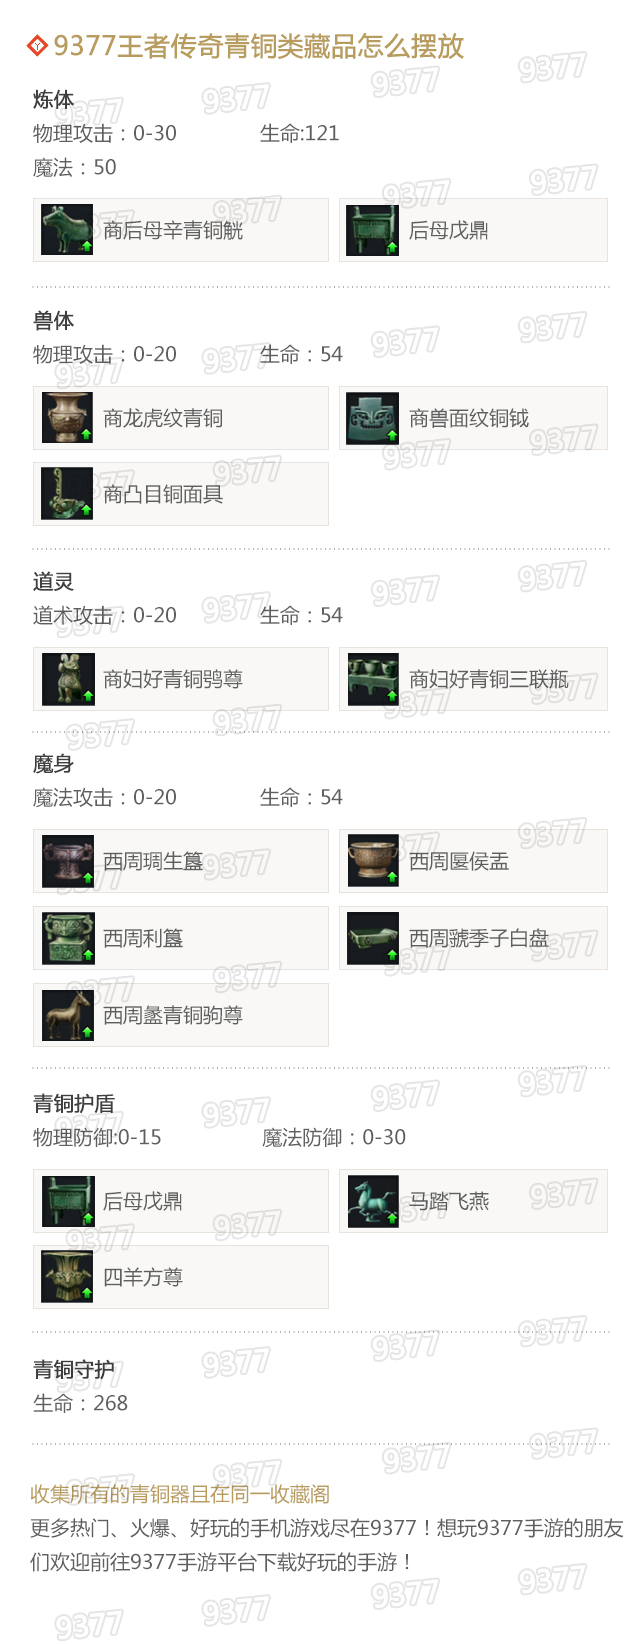 9377王者传奇青铜类藏品怎么摆放
炼体
物理攻击：0-30 生命:121
魔法：50
商后母辛青铜觥 后母戊鼎
兽体
物理攻击：0-20 生命：54
商龙虎纹青铜 商兽面纹铜钺
商凸目铜面具
道灵
道术攻击：0-20 生命：54
商妇好青铜鸮尊 商妇好青铜三联甗
魔身
魔法攻击：0-20 生命：54
西周琱生簋 西周匽侯盂
西周利簋 西周虢季子白盘
西周盠青铜驹尊
青铜护盾
物理防御:0-15 魔法防御：0-30
后母戊鼎 马踏飞燕
四羊方尊
青铜守护
生命：268
收集所有的青铜器且在同一收藏阁
更多热门、火爆、好玩的手机游戏尽在9377！想玩9377手游的朋友
们欢迎前往9377手游平台下载好玩的手游！